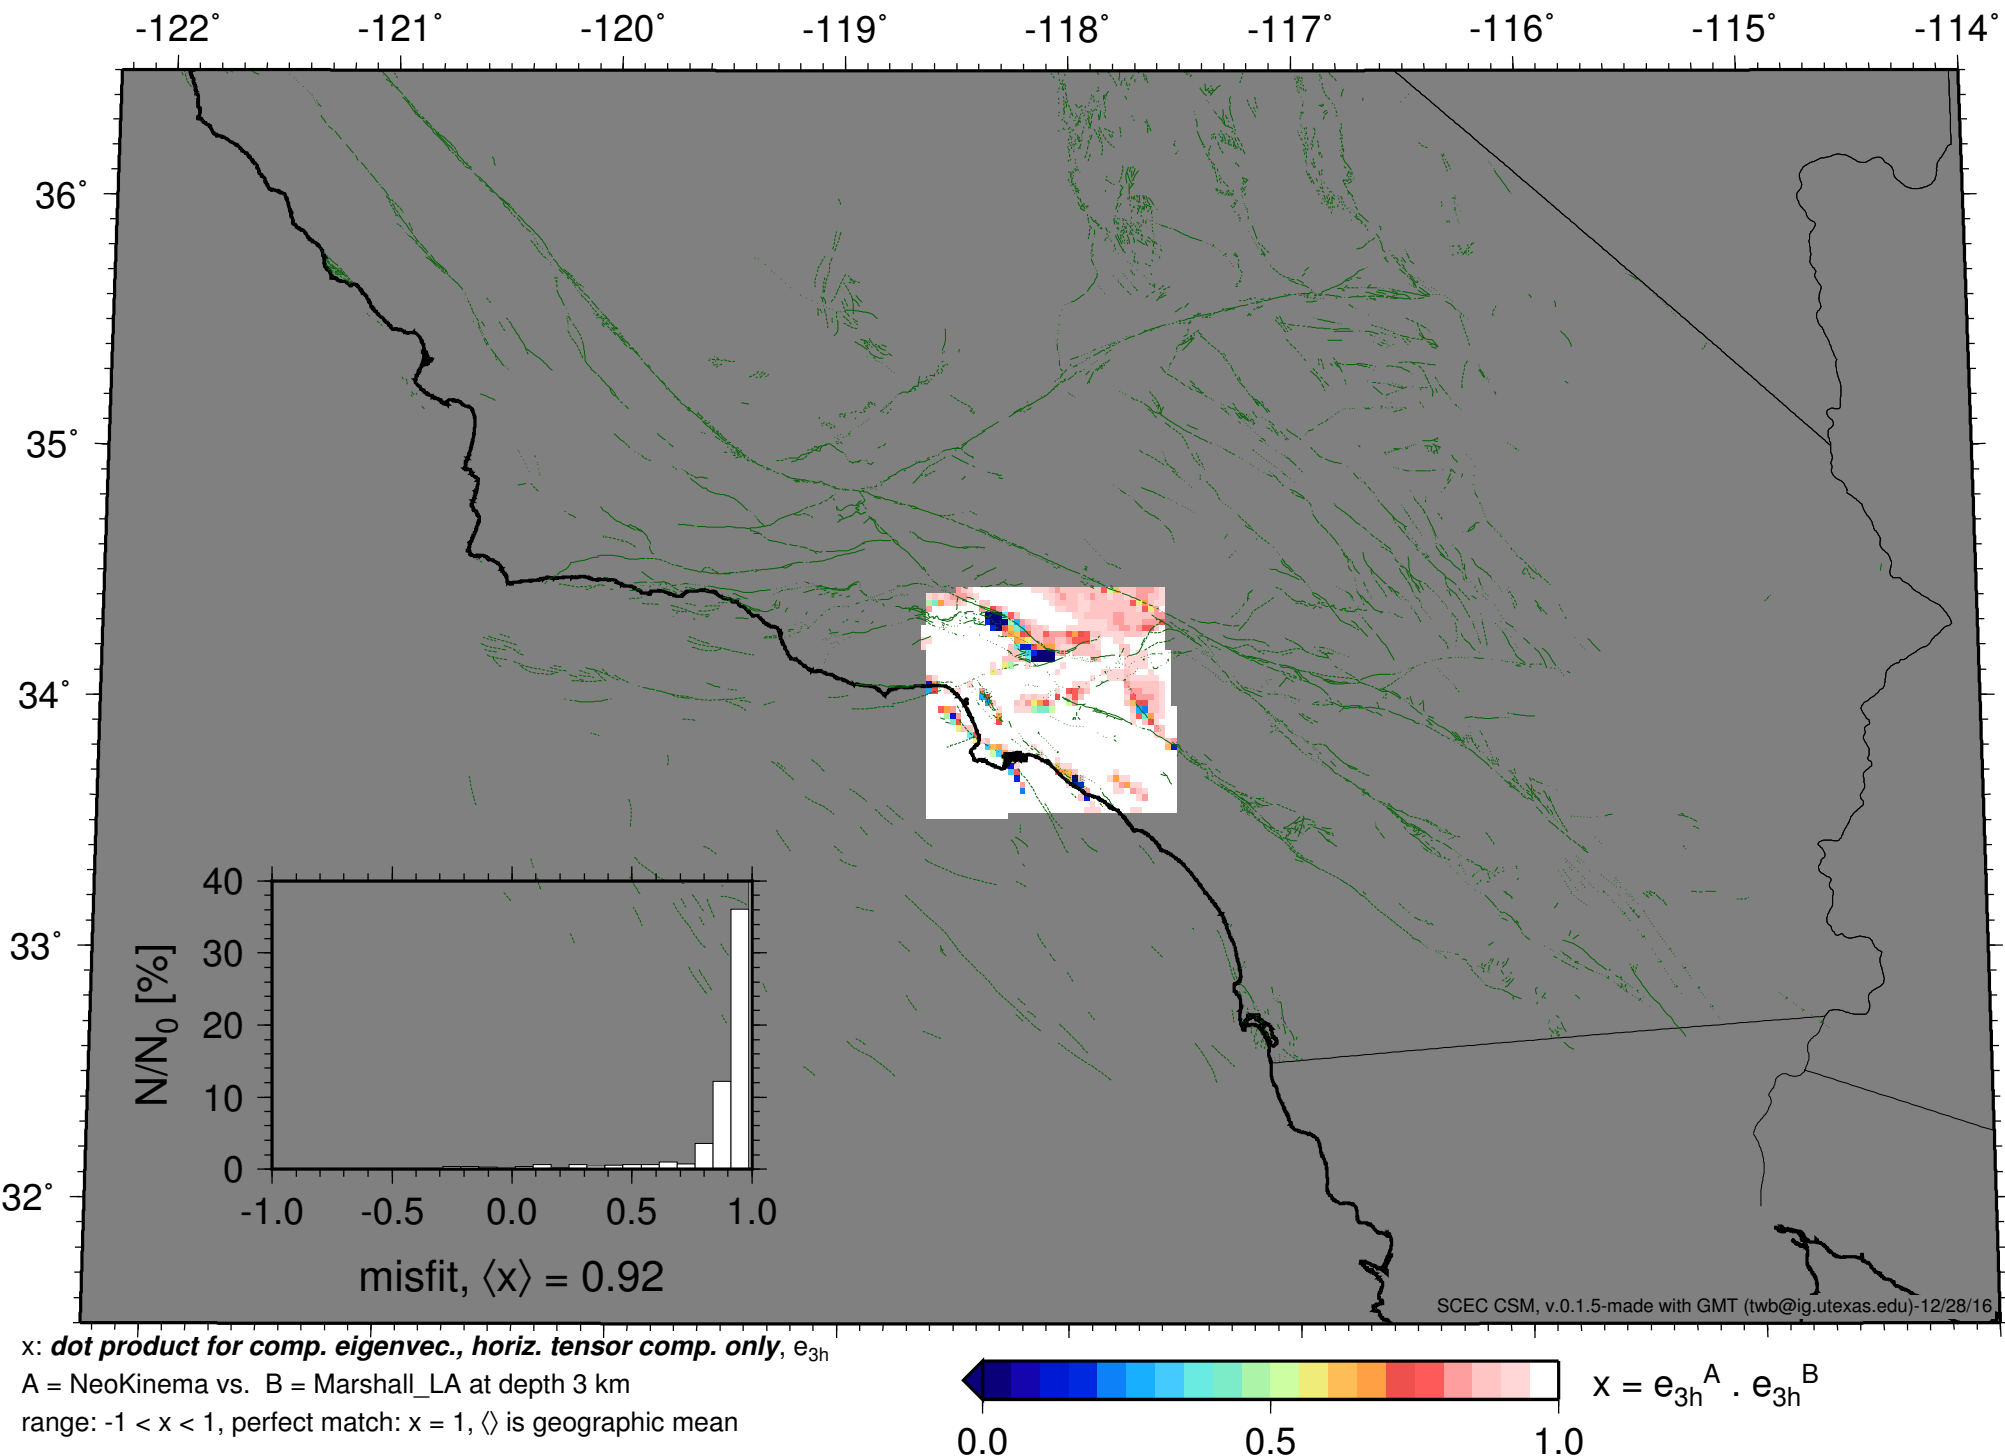 -122° -121° -120° -119° -118° -117° -116° -115° -114°
36°
35°
34°
33°
32°
40
30
20
10
0
N/N0 [%]
-1.0 -0.5 0.0 0.5 1.0
misfit, ⟨x⟩ = 0.92
SCEC CSM, v.0.1.5-made with GMT (twb@ig.utexas.edu)-12/28/16
x: dot product for comp. eigenvec., horiz. tensor comp. only, e3h
A = NeoKinema vs. B = Marshall_LA at depth 3 km
range: -1 < x < 1, perfect match: x = 1, ⟨⟩ is geographic mean
x = e3h^A . e3h^B
0.0 0.5 1.0